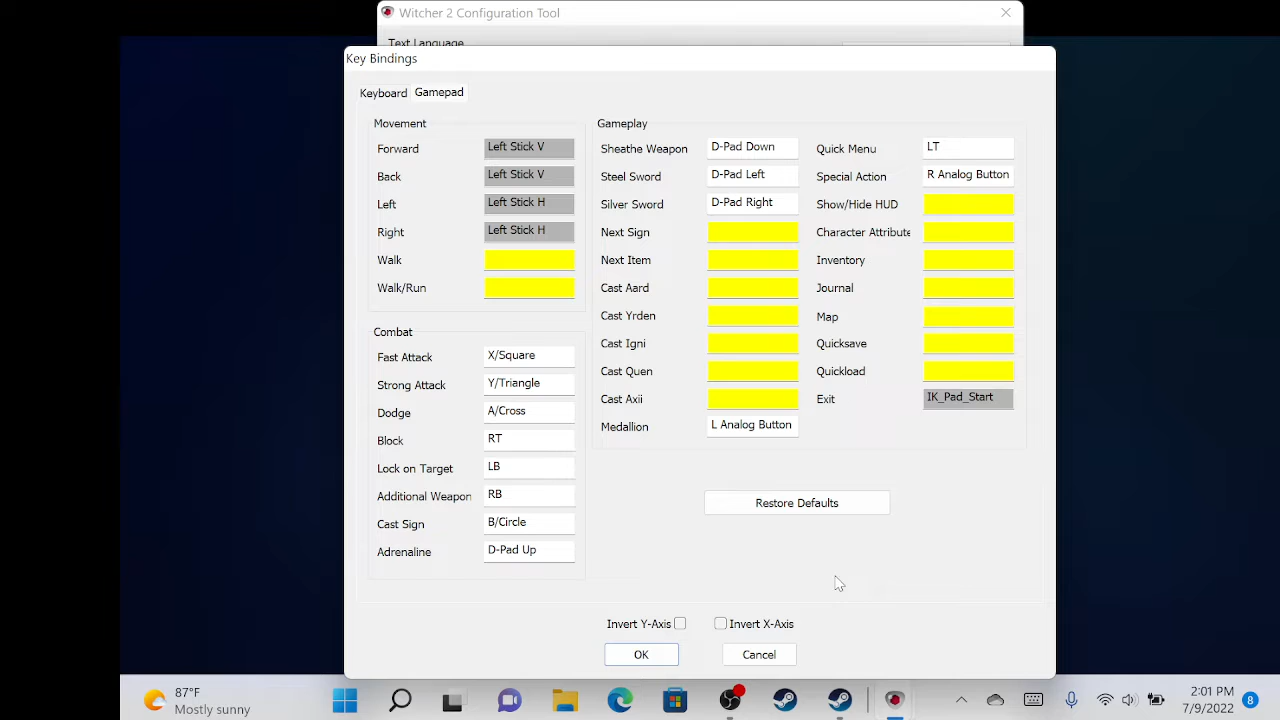 Witcher 2 Configuration Tool
Text Language
Key Bindings
Keyboard Gamepad
Movement
Forward Left Stick V
Back Left Stick V
Left Left Stick H
Right Left Stick H
Walk
Walk/Run
Combat
Fast Attack X/Square
Strong Attack Y/Triangle
Dodge A/Cross
Block RT
Lock on Target LB
Additional Weapon RB
Cast Sign B/Circle
Adrenaline D-Pad Up
Gameplay
Sheathe Weapon D-Pad Down Quick Menu LT
Steel Sword D-Pad Left Special Action R Analog Button
Silver Sword D-Pad Right Show/Hide HUD
Next Sign Character Attribute
Next Item Inventory
Cast Aard Journal
Cast Yrden Map
Cast Igni Quicksave
Cast Quen Quickload
Cast Axii Exit IK_Pad_Start
Medallion L Analog Button
Restore Defaults
Invert Y-Axis Invert X-Axis
OK Cancel
87°F
Mostly sunny
2:01 PM
7/9/2022 8